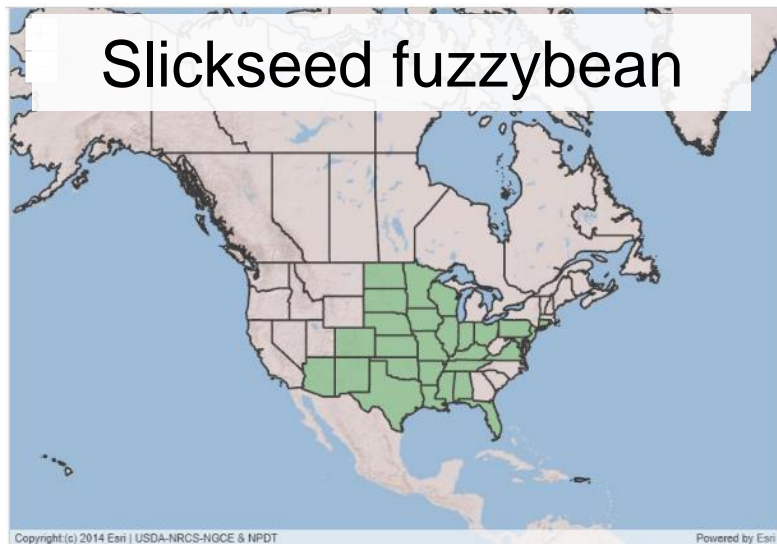 Slickseed fuzzybean
Copyright:(c) 2014 Esri | USDA-NRCS-NGCE & NPDT
Powered by Esri